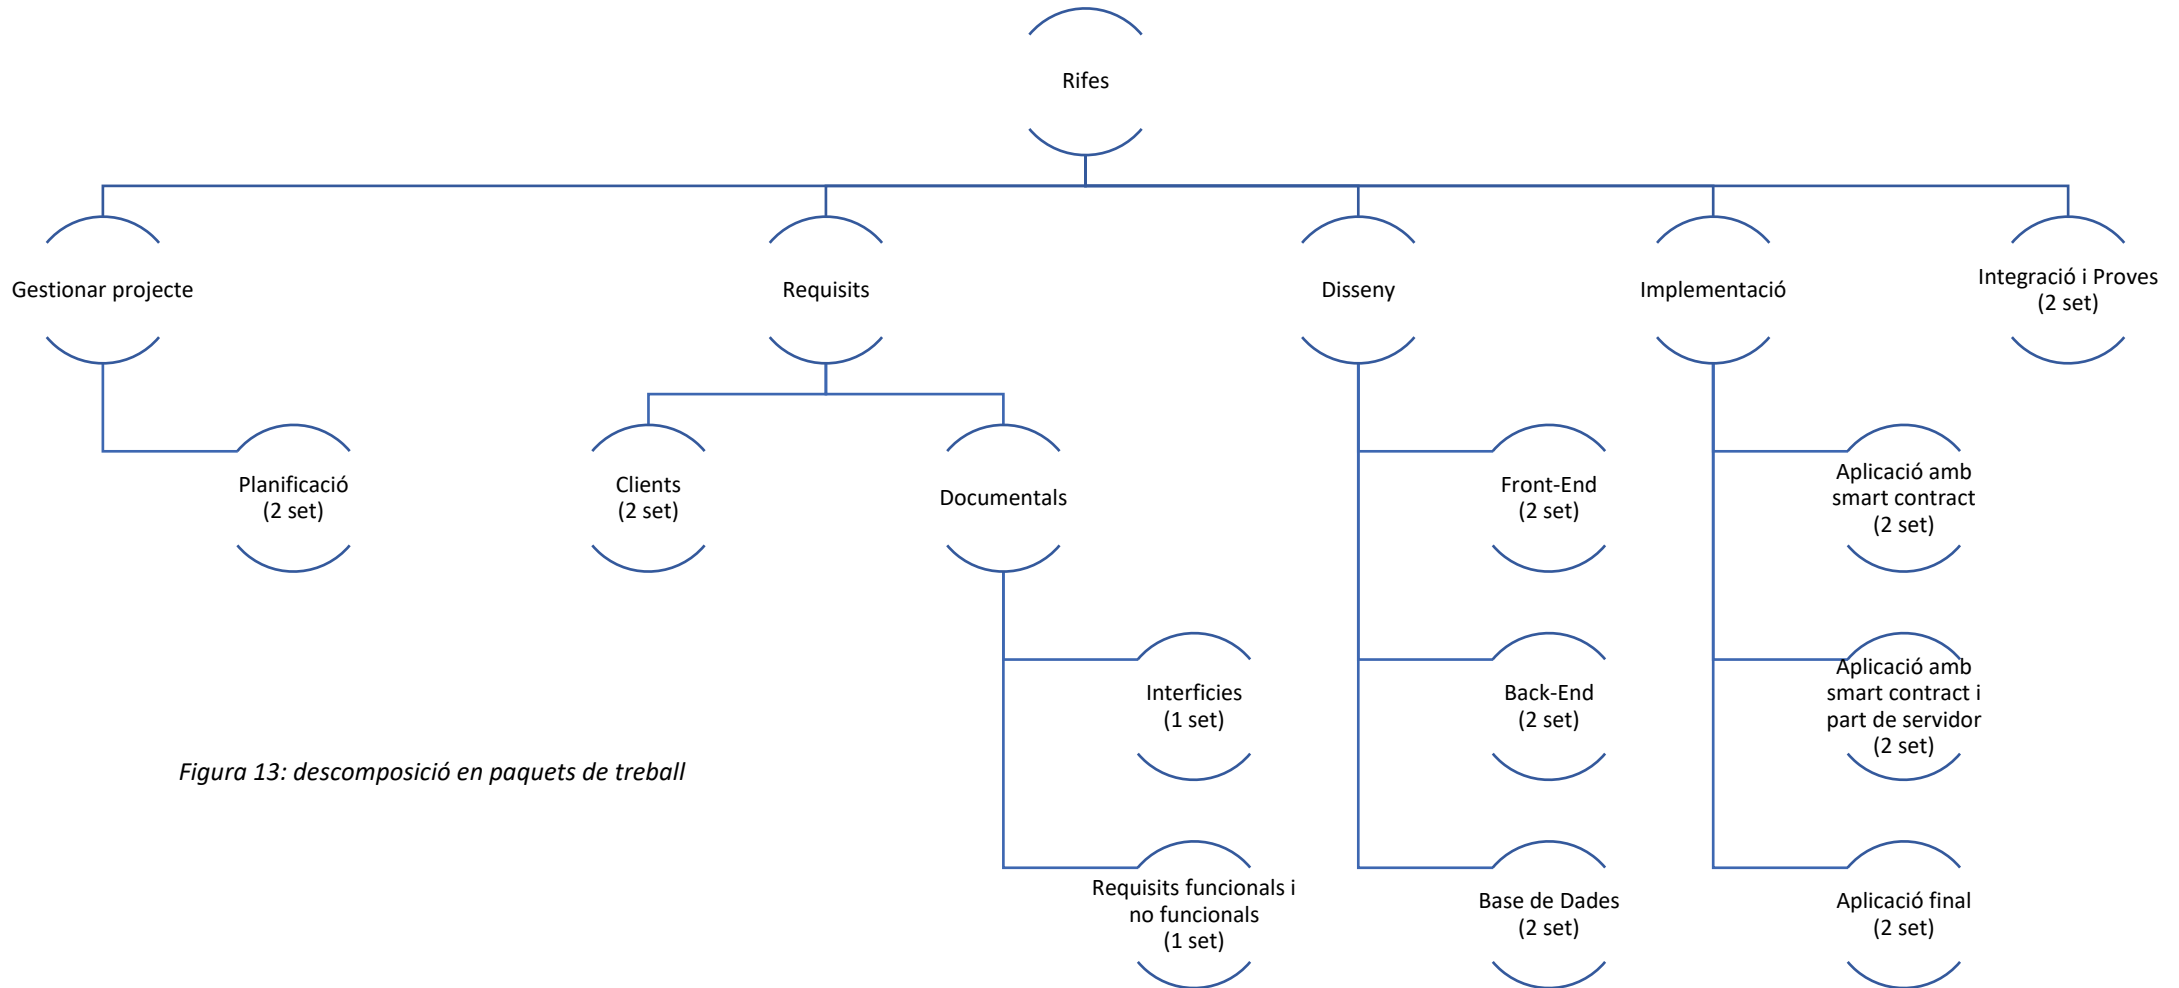 Rifes
Gestionar projecte
Requisits
Disseny
Implementació
Integració i Proves
(2 set)
Planificació
(2 set)
Clients
(2 set)
Documentals
Front-End
(2 set)
Aplicació amb
smart contract
(2 set)
Interficies
(1 set)
Back-End
(2 set)
Aplicació amb
smart contract i
part de servidor
(2 set)
Figura 13: descomposició en paquets de treball
Requisits funcionals i
no funcionals
(1 set)
Base de Dades
(2 set)
Aplicació final
(2 set)